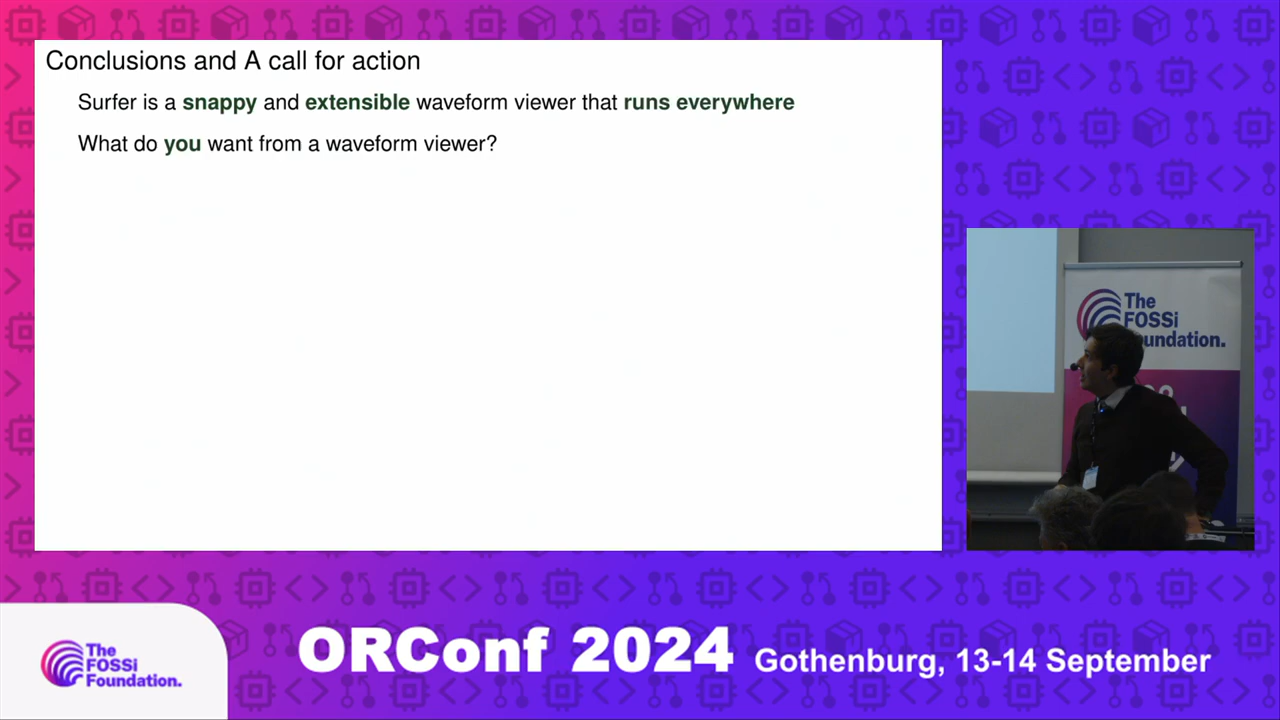 Conclusions and A call for action
Surfer is a snappy and extensible waveform viewer that runs everywhere
What do you want from a waveform viewer?
The
FOSSi
Foundation.
The
FOSSi
Foundation.
ORConf 2024 Gothenburg, 13-14 September